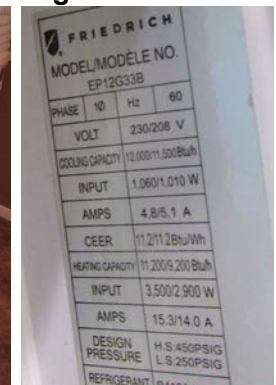 FRIEDRICH
MODEL/MODÈLE NO.
EP12G33B
PHASE 1Ø Hz 60
VOLT 230/208 V
COOLING CAPACITY 12,000/11,500Btu/h
INPUT 1,060/1,010 W
AMPS 4.8/5.1 A
CEER 11.2/11.2Btu/Wh
HEATING CAPACITY 11,200/9,200Btu/h
INPUT 3,500/2,900 W
AMPS 15.3/14.0 A
DESIGN PRESSURE H.S:450PSIG
L.S:250PSIG
REFRIGERANT